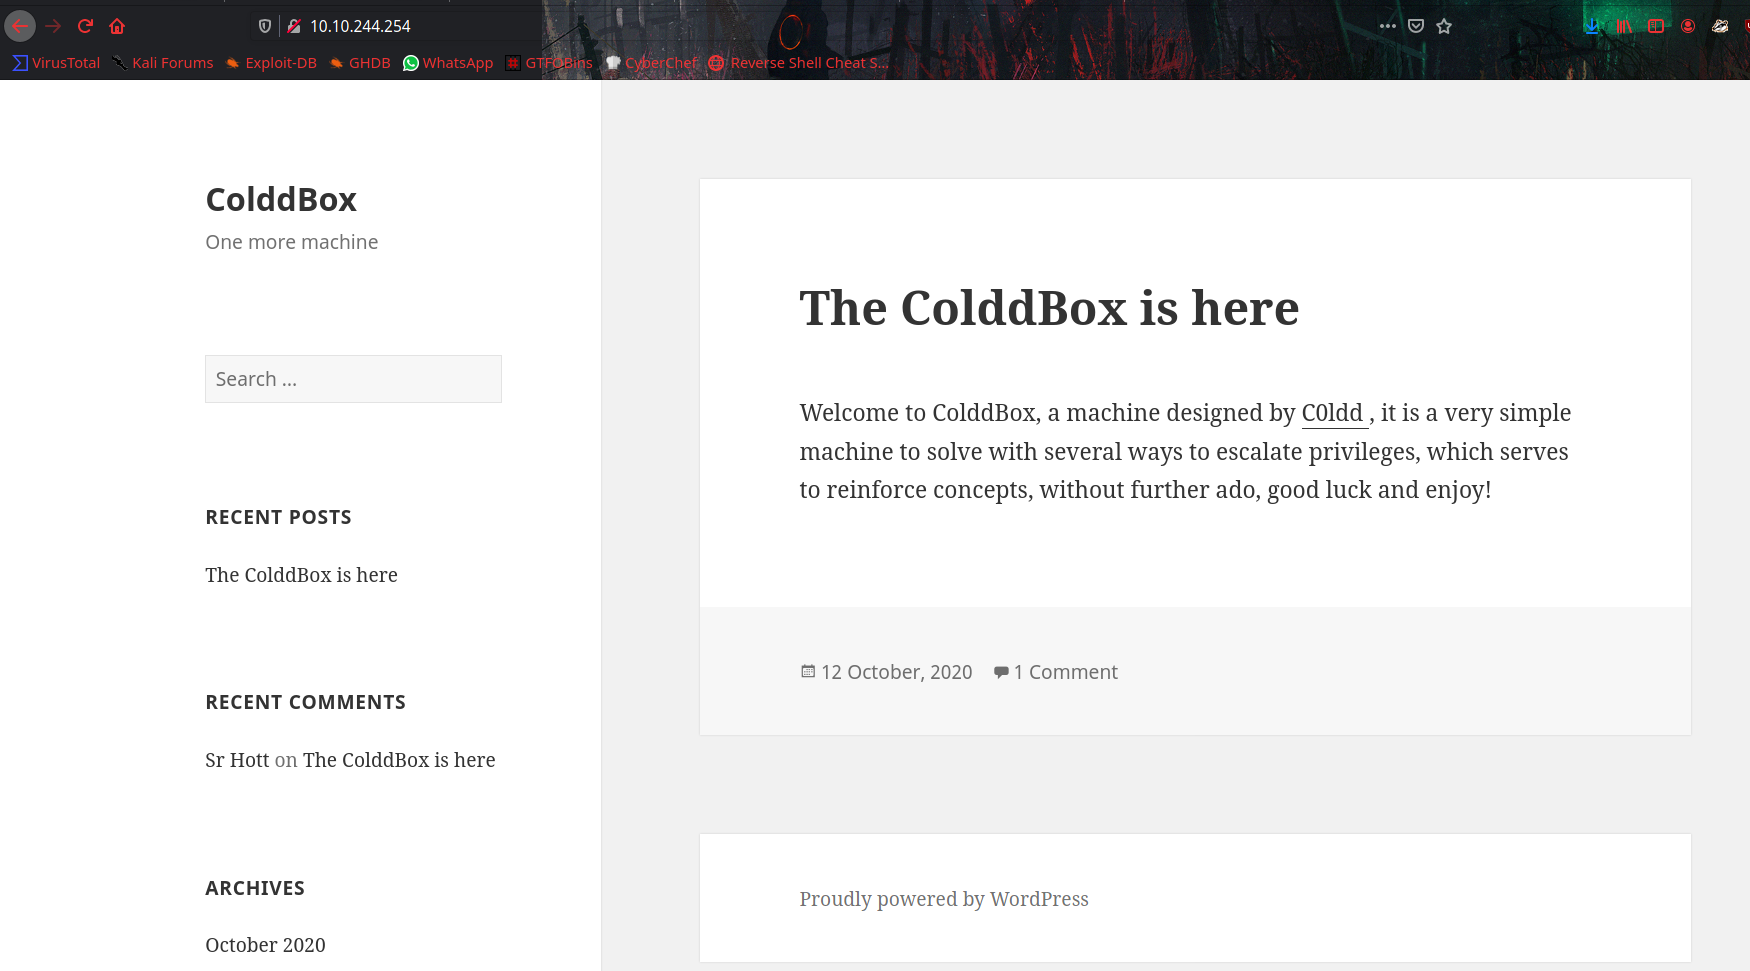 10.10.244.254
VirusTotal Kali Forums Exploit-DB GHDB WhatsApp GTFOBins CyberChef Reverse Shell Cheat S...
ColddBox
One more machine
Search ...
RECENT POSTS
The ColddBox is here
RECENT COMMENTS
Sr Hott on The ColddBox is here
ARCHIVES
October 2020
The ColddBox is here
Welcome to ColddBox, a machine designed by C0ldd , it is a very simple
machine to solve with several ways to escalate privileges, which serves
to reinforce concepts, without further ado, good luck and enjoy!
12 October, 2020 1 Comment
Proudly powered by WordPress